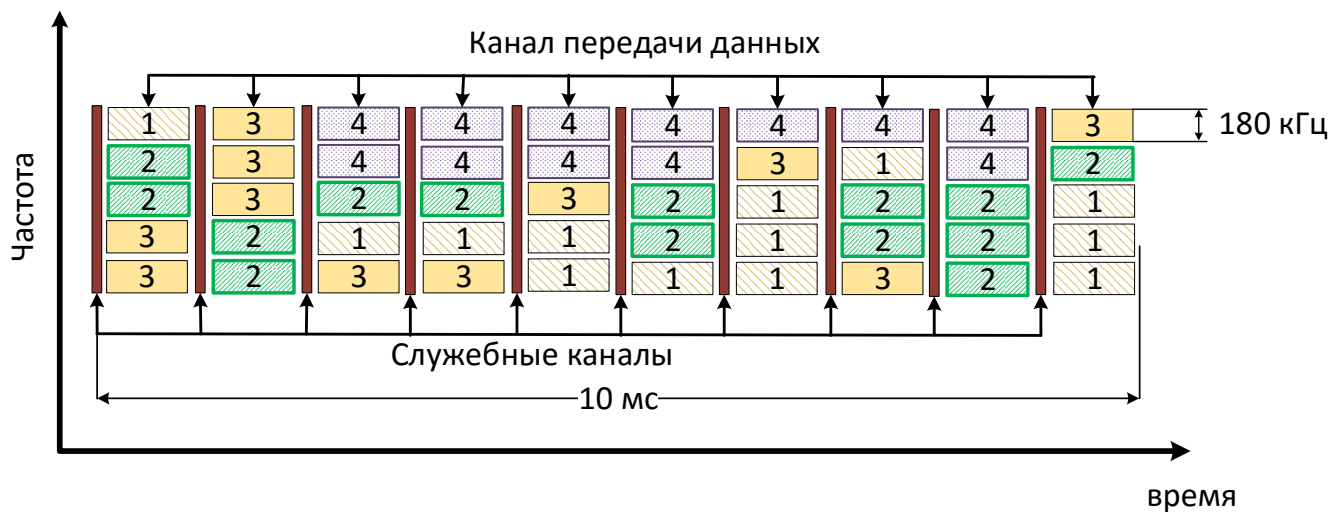 Канал передачи данных
1 3 4 4 4 4 4 4 4 3
180 кГц
2 3 4 4 4 4 3 1 4 2
2 3 2 2 3 2 1 2 2 1
3 2 1 1 1 2 1 2 2 1
3 2 3 3 1 1 1 3 2 1
Частота
Служебные каналы
10 мс
время